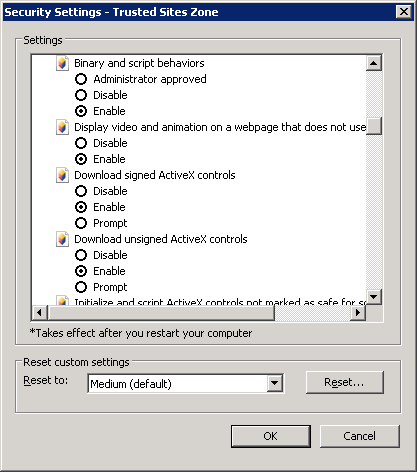 Security Settings - Trusted Sites Zone
Settings
Binary and script behaviors
Administrator approved
Disable
Enable
Display video and animation on a webpage that does not use
Disable
Enable
Download signed ActiveX controls
Disable
Enable
Prompt
Download unsigned ActiveX controls
Disable
Enable
Prompt
Initialize and script ActiveX controls not marked as safe for
*Takes effect after you restart your computer
Reset custom settings
Reset to:
Medium (default)
Reset...
OK
Cancel